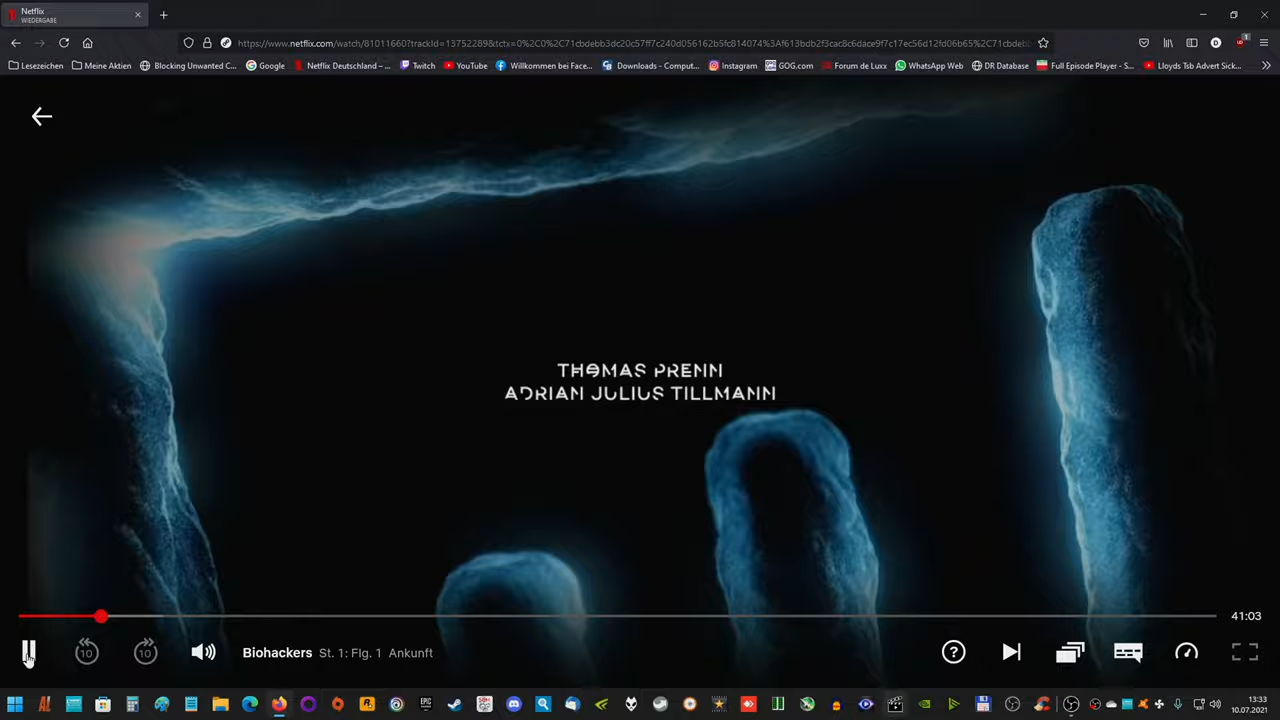 Netflix
WIEDERGABE
https://www.netflix.com/watch/81011660?trackId=13752289&tctx=0%2C0%2C71cbdebb3dc20c57ff7c240d056162b5fc814074%3Af613bdb2f3cac8c6dace9f7c17ec56d12fd06b65%2C71cbdeb
Lesezeichen
Meine Aktien
Blocking Unwanted C...
Google
Netflix Deutschland –...
Twitch
YouTube
Willkommen bei Face...
Downloads - Comput...
Instagram
GOG.com
Forum de Luxx
WhatsApp Web
DR Database
Full Episode Player - S...
Lloyds Tsb Advert Sick...
THOMAS PRENN
ADRIAN JULIUS TILLMANN
41:03
10
10
Biohackers St. 1: Flg. 1 Ankunft
13:33
10.07.2021